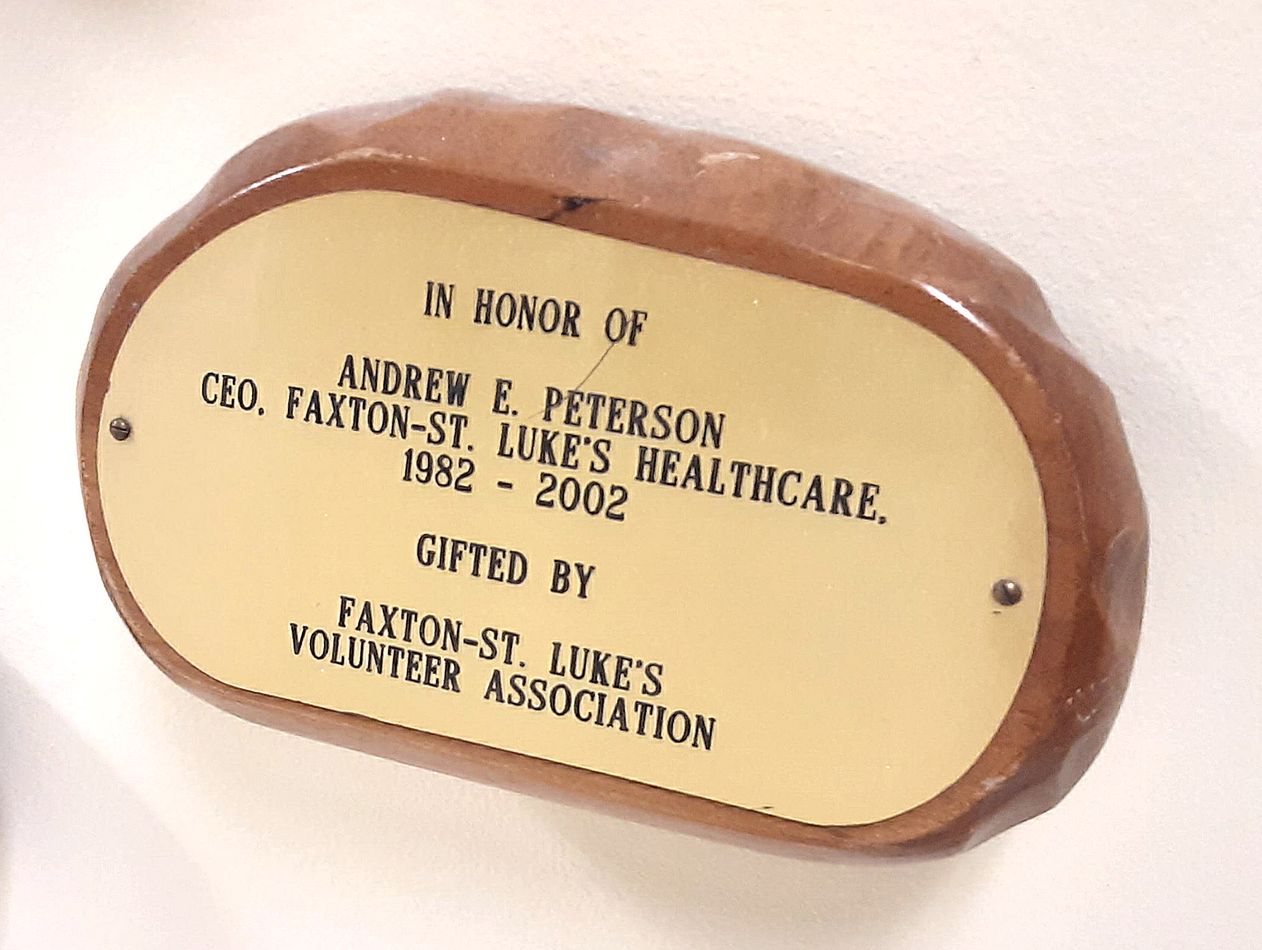 IN HONOR OF
ANDREW E. PETERSON
CEO. FAXTON-ST. LUKE'S HEALTHCARE.
1982 - 2002
GIFTED BY
FAXTON-ST. LUKE'S
VOLUNTEER ASSOCIATION